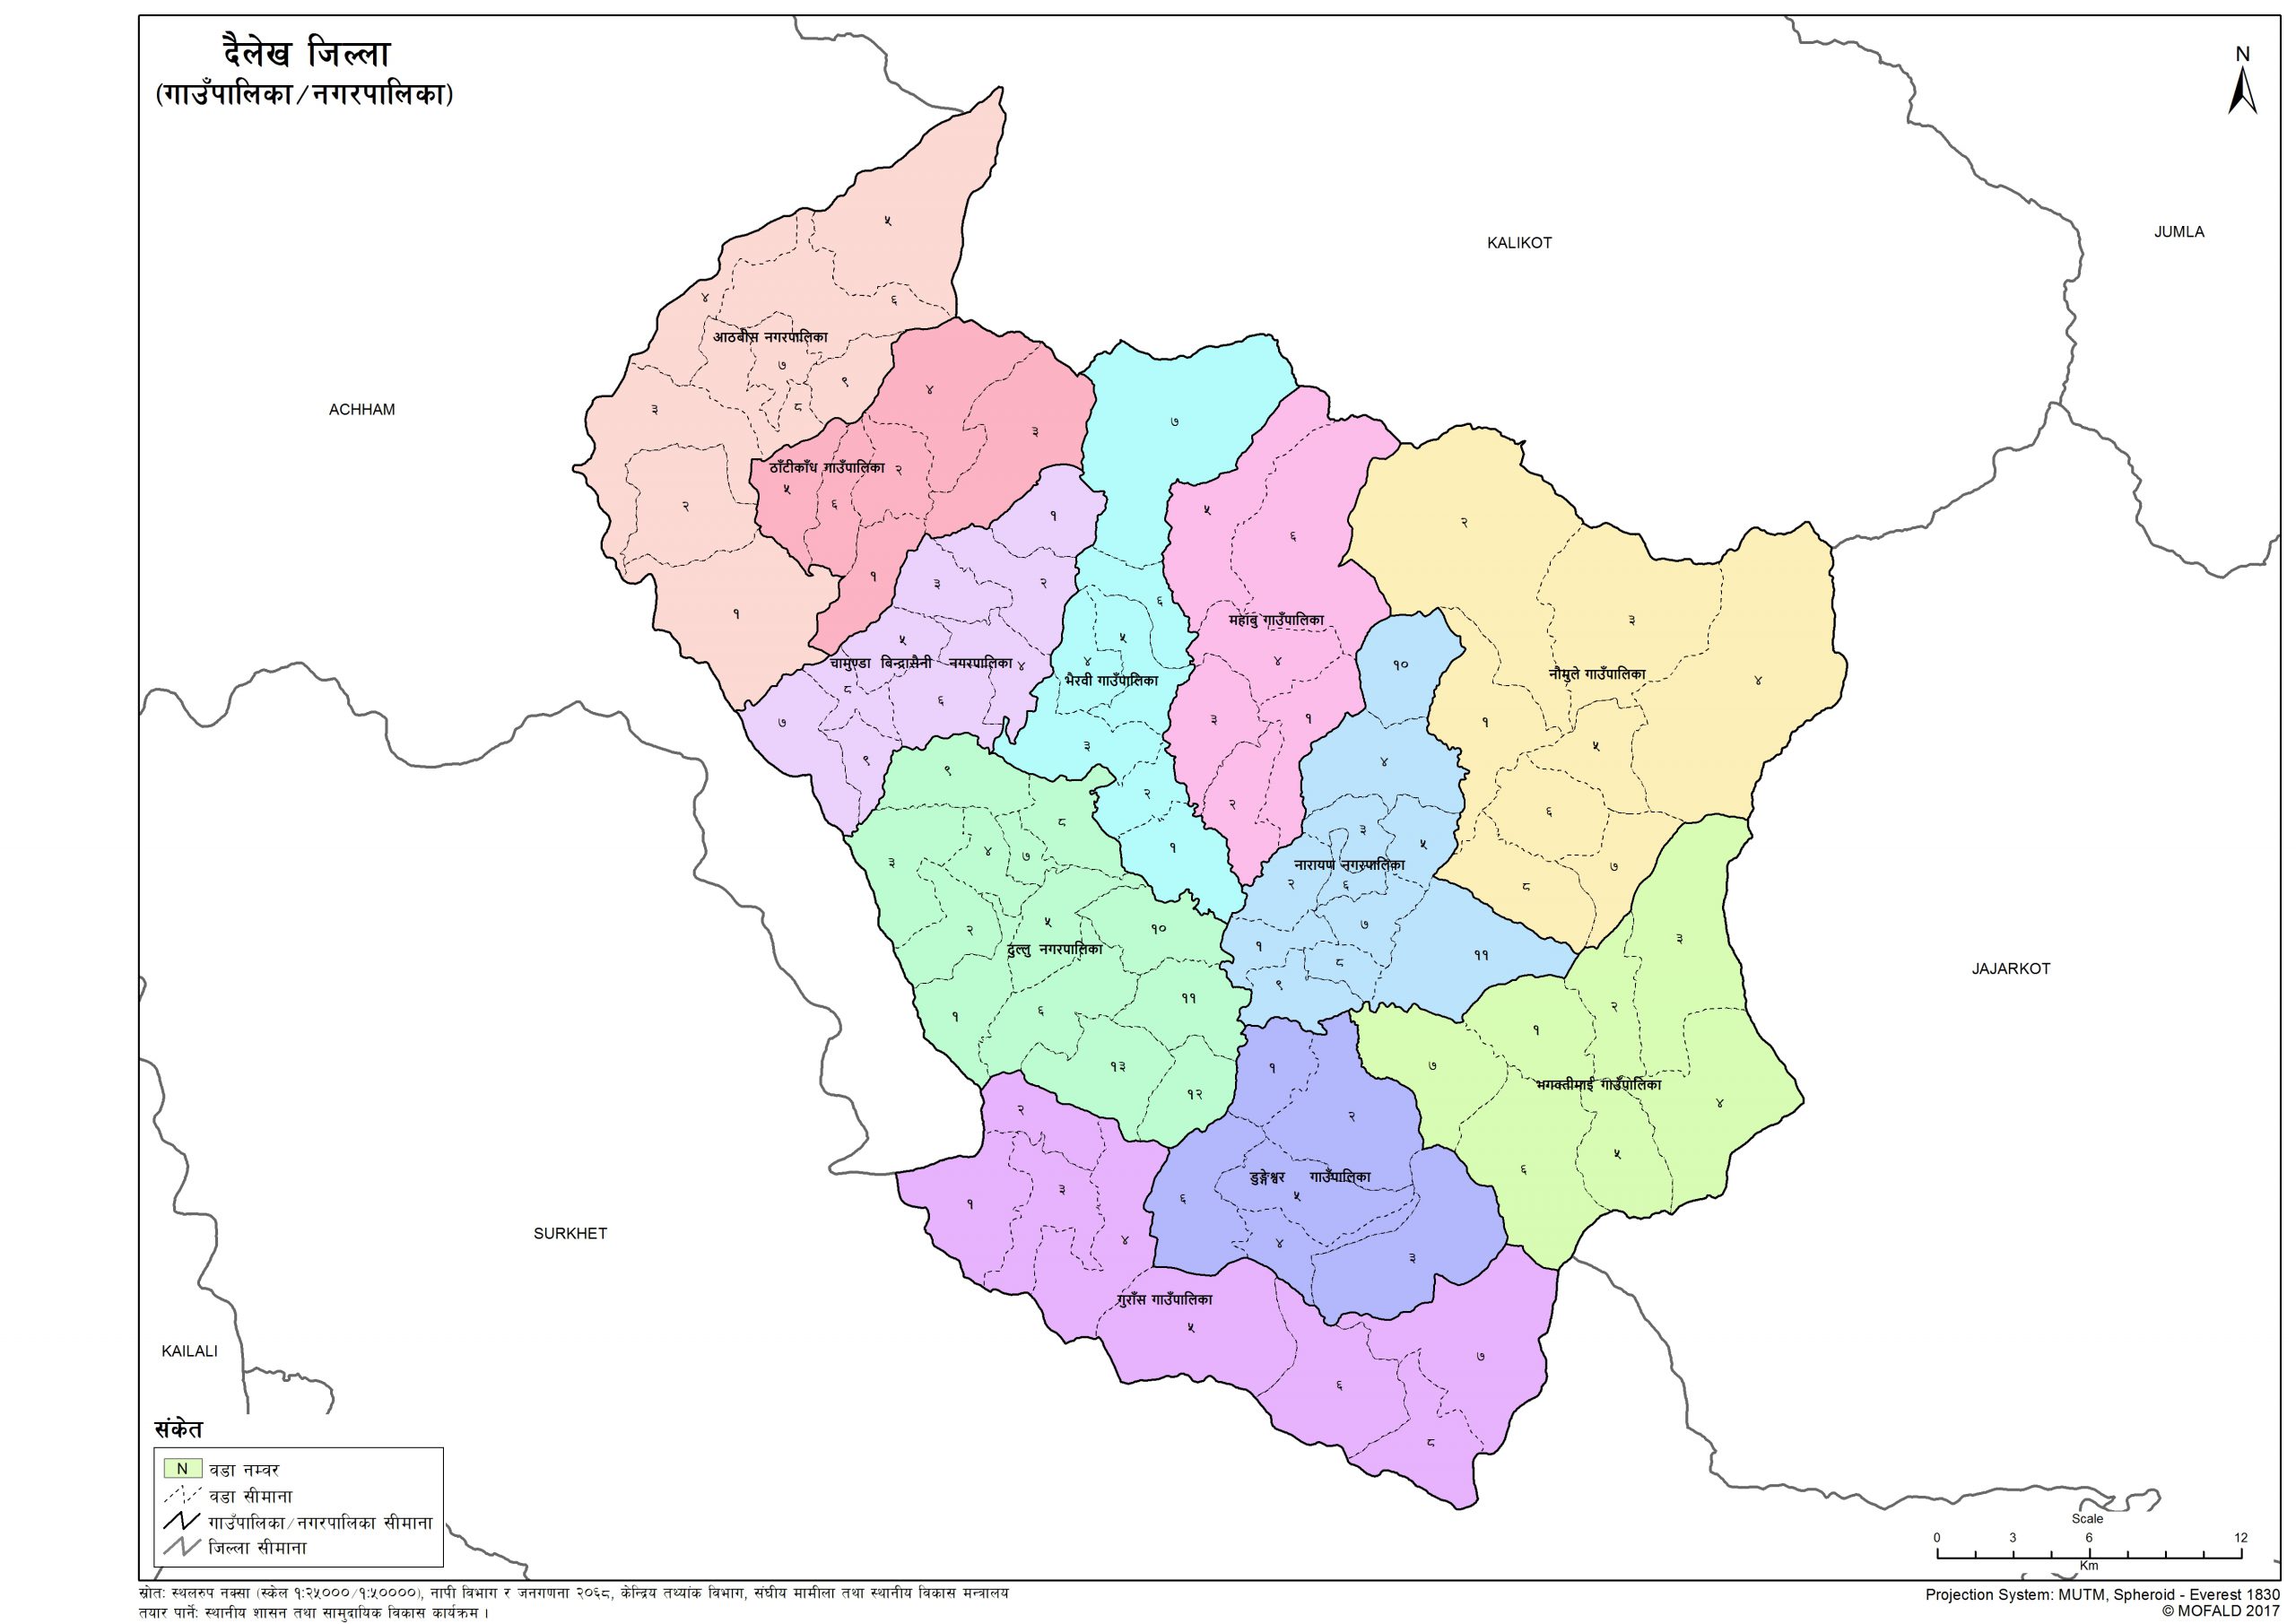 दैलेख जिल्ला
(गाउँपालिका/नगरपालिका)
N
KALIKOT
JUMLA
ACHHAM
JAJARKOT
SURKHET
KAILALI
५
४
६
आठबीस नगरपालिका
७
९
३
८
२
१
४
३
ठाँटीकाँध गाउँपालिका
२
५
६
१
१
३
२
५
चामुण्डा बिन्द्रासैनी नगरपालिका
४
८
७
६
९
७
६
५
४
भैरवी गाउँपालिका
३
२
१
५
६
महाबु गाउँपालिका
४
३
१
२
२
३
नौमुले गाउँपालिका
४
१
५
६
७
८
१०
४
३
५
नारायण नगरपालिका
२
६
७
१
८
११
९
९
८
३
४
७
५
२
१०
दुल्लु नगरपालिका
११
१
६
१३
१२
३
२
१
७
भगवतीमाई गाउँपालिका
४
५
६
१
२
डुङ्गेश्वर गाउँपालिका
६
५
४
३
२
३
१
४
गुराँस गाउँपालिका
५
७
६
८
संकेत
N वडा नम्वर
वडा सीमाना
गाउँपालिका/नगरपालिका सीमाना
जिल्ला सीमाना
Scale
0 3 6 12
Km
स्रोतः स्थलरुप नक्सा (स्केल १:२५०००/१:५००००), नापी विभाग र जनगणना २०६८, केन्द्रिय तथ्यांक विभाग, संघीय मामीला तथा स्थानीय विकास मन्त्रालय
तयार पार्नेः स्थानीय शासन तथा सामुदायिक विकास कार्यक्रम ।
Projection System: MUTM, Spheroid - Everest 1830
© MOFALD 2017